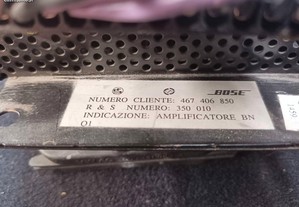 BOSE
NUMERO CLIENTE: 467 406 850
R & S NUMERO: 350 010
INDICAZIONE: AMPLIFICATORE BN
O1